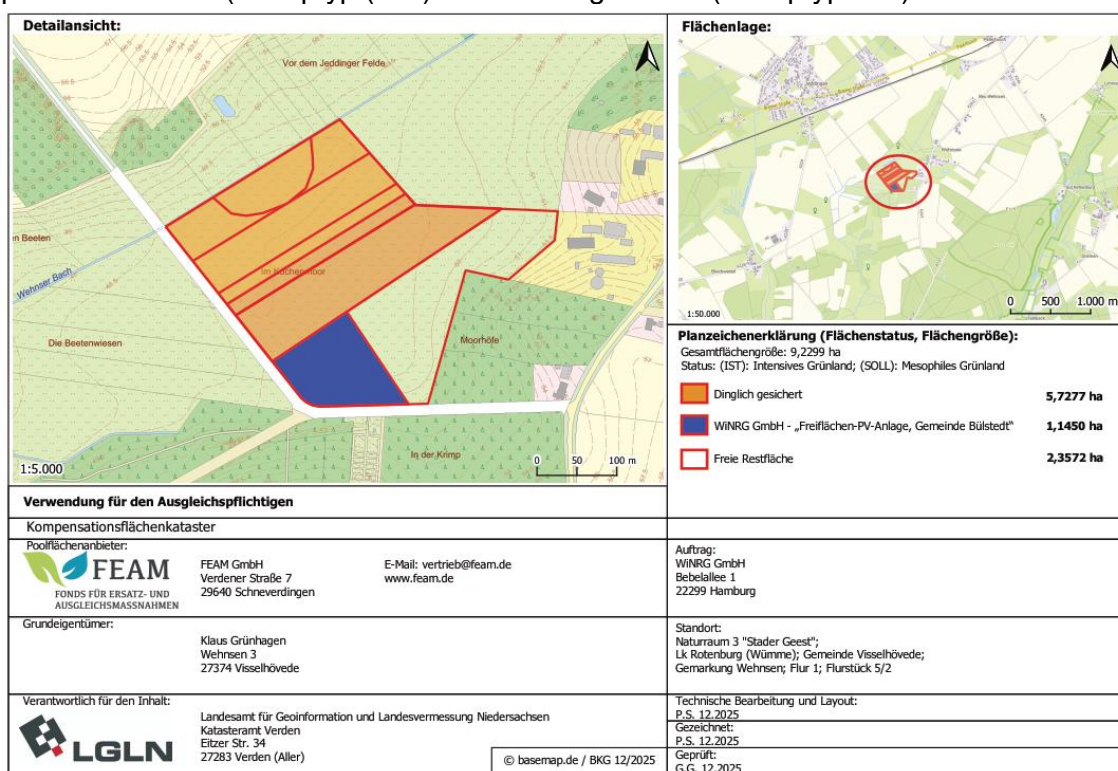 Detailansicht:
Vor dem Jeddinger Felde
n Beeten
Wehnser Bach
Die Beetenwiesen
Moorhöfe
In der Krimp
1:5.000
0 50 100 m
Flächenlage:
Wehnsen
1:50.000
0 500 1.000 m
Planzeichenerklärung (Flächenstatus, Flächengröße):
Gesamtflächengröße: 9,2299 ha
Status: (IST): Intensives Grünland; (SOLL): Mesophiles Grünland
Dinglich gesichert 5,7277 ha
WiNRG GmbH - „Freiflächen-PV-Anlage, Gemeinde Bülstedt" 1,1450 ha
Freie Restfläche 2,3572 ha
Verwendung für den Ausgleichspflichtigen
Kompensationsflächenkataster
Poolflächenanbieter:
FEAM
FONDS FÜR ERSATZ- UND
AUSGLEICHSMASSNAHMEN
FEAM GmbH
Verdener Straße 7
29640 Schneverdingen
E-Mail: vertrieb@feam.de
www.feam.de
Auftrag:
WiNRG GmbH
Bebelallee 1
22299 Hamburg
Grundeigentümer:
Klaus Grünhagen
Wehnsen 3
27374 Visselhövede
Standort:
Naturraum 3 "Stader Geest";
Lk Rotenburg (Wümme); Gemeinde Visselhövede;
Gemarkung Wehnsen; Flur 1; Flurstück 5/2
Verantwortlich für den Inhalt:
LGLN
Landesamt für Geoinformation und Landesvermessung Niedersachsen
Katasteramt Verden
Eitzer Str. 34
27283 Verden (Aller)
© basemap.de / BKG 12/2025
Technische Bearbeitung und Layout:
P.S. 12.2025
Gezeichnet:
P.S. 12.2025
Geprüft:
G.G. 12.2025